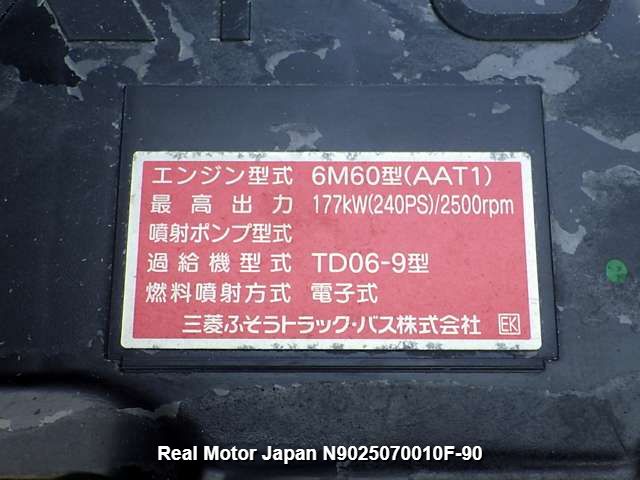 エンジン型式 6M60型(AAT1)
最高出力 177kW(240PS)/2500rpm
噴射ポンプ型式
過給機型式 TD06-9型
燃料噴射方式 電子式
三菱ふそうトラック・バス株式会社 EK
Real Motor Japan N9025070010F-90